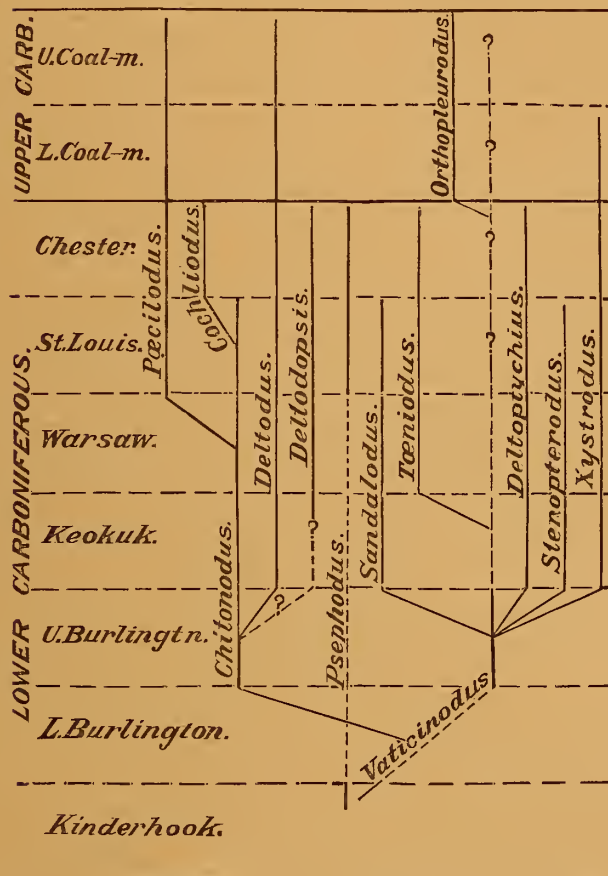 UPPER CARB.
LOWER CARBONIFEROUS.
U.Coal-m.
L.Coal-m.
Chester.
St.Louis.
Warsaw.
Keokuk.
U.Burlingtn.
L.Burlington.
Kinderhook.
Pœcilodus.
Cochliodus.
Chitonodus.
Deltodus.
?
Deltodopsis.
?
Psephodus.
Sandalodus.
Tœniodus.
Orthopleurodus.
?
?
?
?
Vaticinodus
Deltoptychius.
Stenopterodus.
Xystrodus.